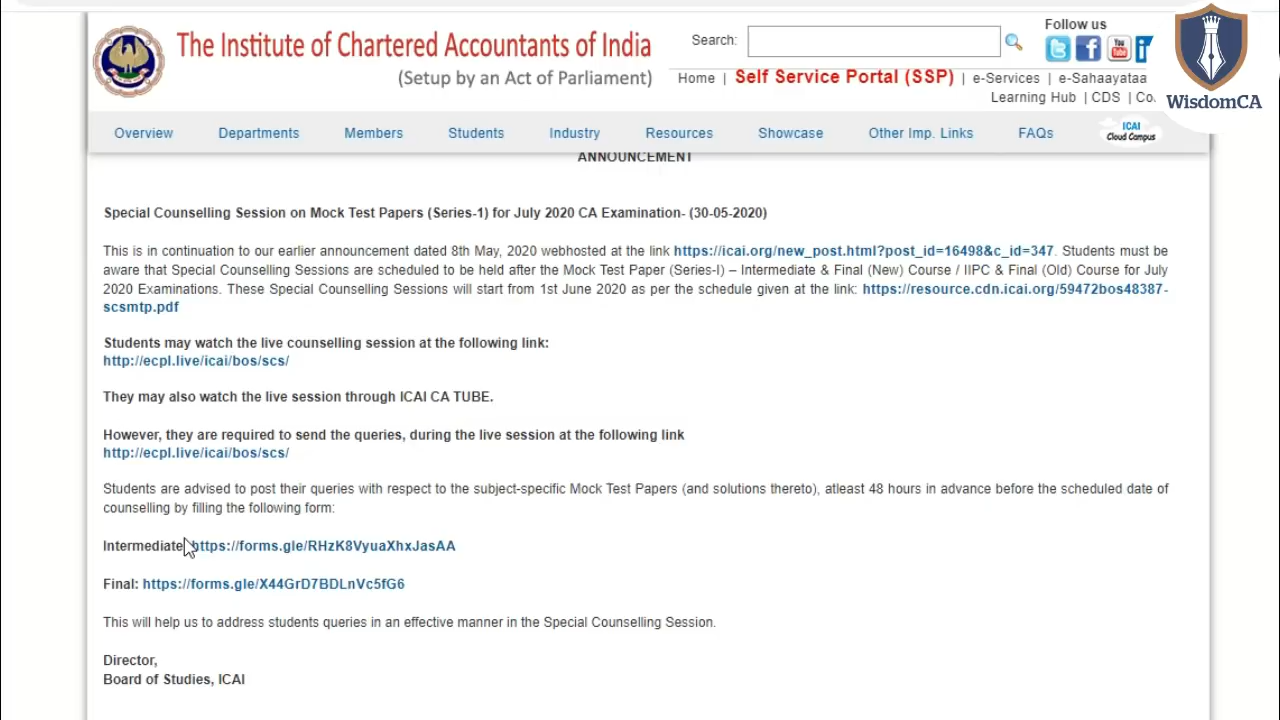 The Institute of Chartered Accountants of India
(Setup by an Act of Parliament)
Search:
Follow us
Home | Self Service Portal (SSP) | e-Services | e-Sahaayataa
Learning Hub | CDS | Co.
WisdomCA
Overview Departments Members Students Industry Resources Showcase Other Imp. Links FAQs ICAI Cloud Campus
ANNOUNCEMENT
Special Counselling Session on Mock Test Papers (Series-1) for July 2020 CA Examination- (30-05-2020)
This is in continuation to our earlier announcement dated 8th May, 2020 webhosted at the link https://icai.org/new_post.html?post_id=16498&c_id=347. Students must be
aware that Special Counselling Sessions are scheduled to be held after the Mock Test Paper (Series-I) – Intermediate & Final (New) Course / IIPC & Final (Old) Course for July
2020 Examinations. These Special Counselling Sessions will start from 1st June 2020 as per the schedule given at the link: https://resource.cdn.icai.org/59472bos48387-
scsmtp.pdf
Students may watch the live counselling session at the following link:
http://ecpl.live/icai/bos/scs/
They may also watch the live session through ICAI CA TUBE.
However, they are required to send the queries, during the live session at the following link
http://ecpl.live/icai/bos/scs/
Students are advised to post their queries with respect to the subject-specific Mock Test Papers (and solutions thereto), atleast 48 hours in advance before the scheduled date of
counselling by filling the following form:
Intermediate: https://forms.gle/RHzK8VyuaXhxJasAA
Final: https://forms.gle/X44GrD7BDLnVc5fG6
This will help us to address students queries in an effective manner in the Special Counselling Session.
Director,
Board of Studies, ICAI